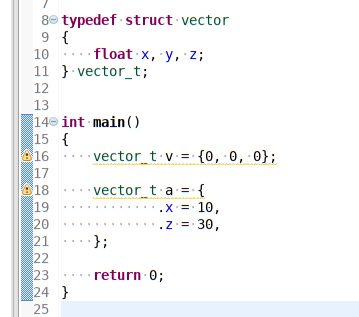 7
8 typedef struct vector
9 {
10     float x, y, z;
11 } vector_t;
12
13
14 int main()
15 {
16     vector_t v = {0, 0, 0};
17
18     vector_t a = {
19             .x = 10,
20             .z = 30,
21     };
22
23     return 0;
24 }
25